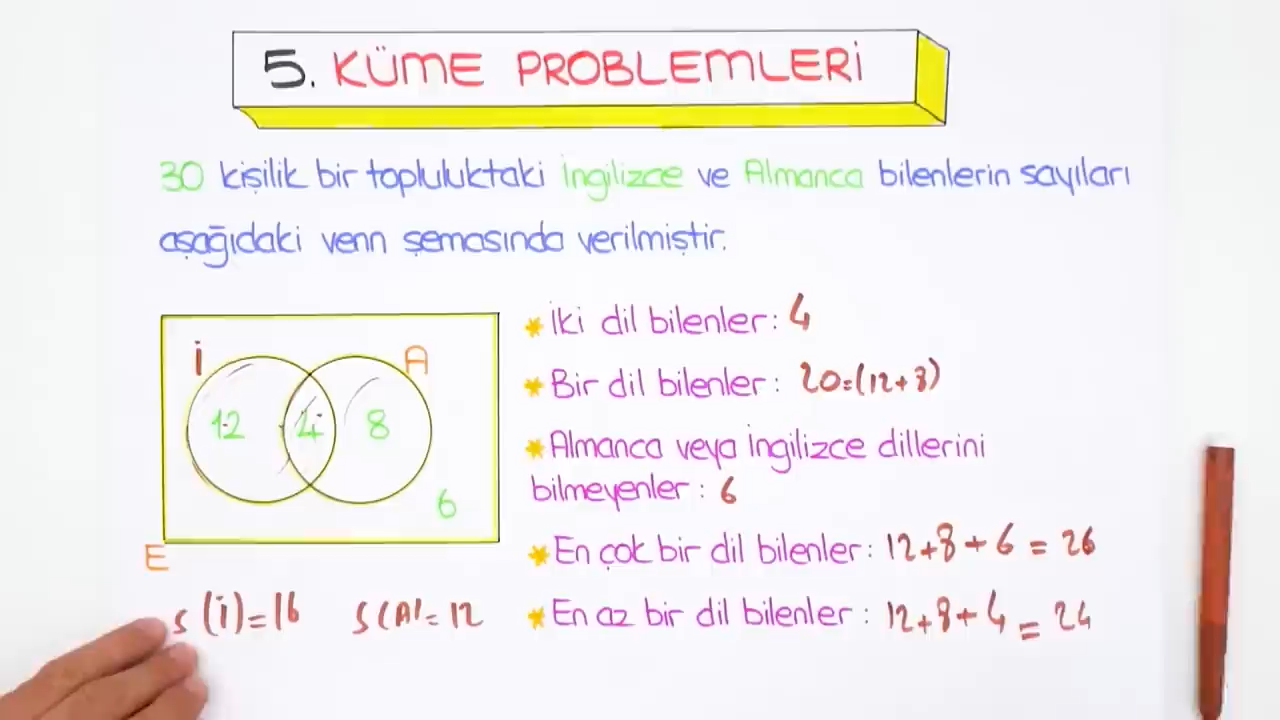 5. KÜME PROBLEMLERİ
30 kişilik bir topluluktaki İngilizce ve Almanca bilenlerin sayıları
aşağıdaki venn şemasında verilmiştir.
İ A
12 4 8
6
E
s(İ)=16 s(A)=12
* İki dil bilenler: 4
* Bir dil bilenler: 20=(12+8)
* Almanca veya İngilizce dillerini
bilmeyenler: 6
* En çok bir dil bilenler: 12+8+6=26
* En az bir dil bilenler: 12+8+4=24